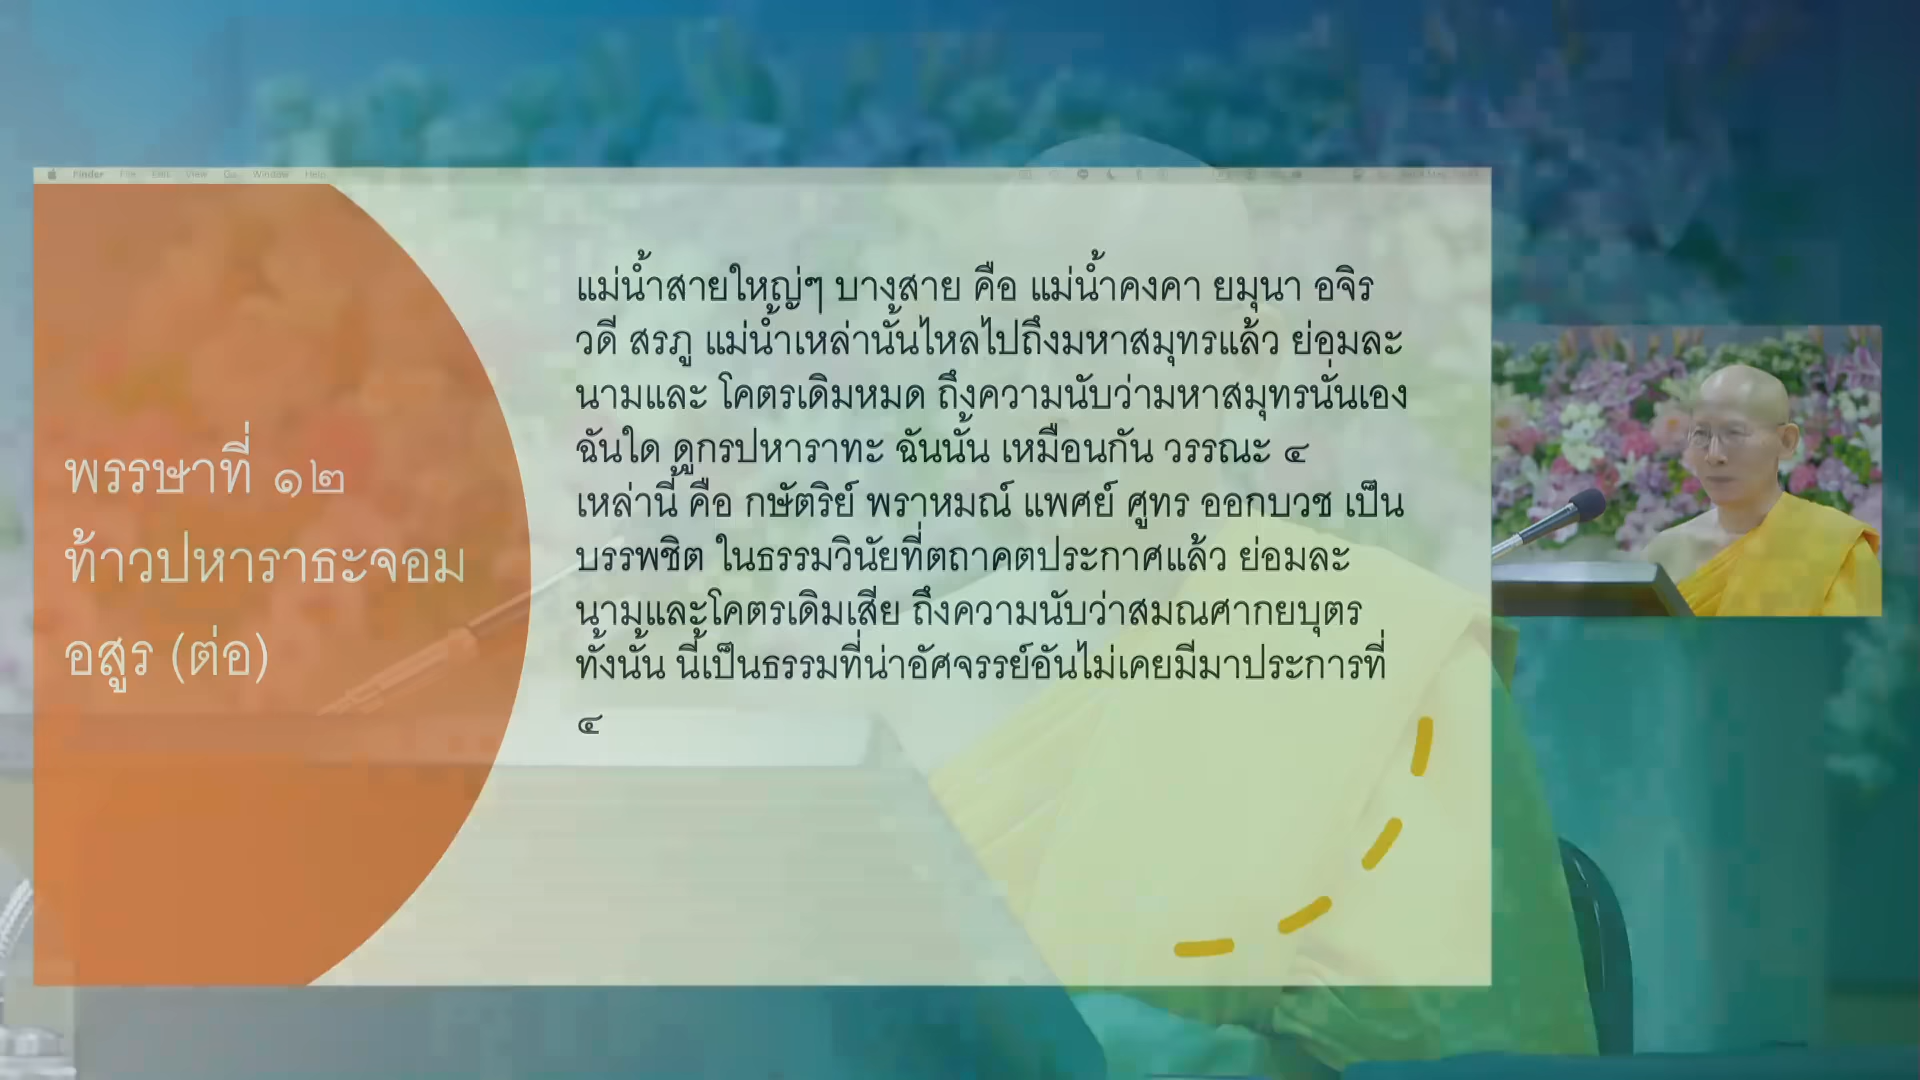 Finder File Edit View Go Window Help
พรรษาที่ ๑๒
ท้าวปหาราธะจอม
อสูร (ต่อ)
แม่น้ำสายใหญ่ๆ บางสาย คือ แม่น้ำคงคา ยมุนา อจิร
วดี สรภู แม่น้ำเหล่านั้นไหลไปถึงมหาสมุทรแล้ว ย่อมละ
นามและ โคตรเดิมหมด ถึงความนับว่ามหาสมุทรนั่นเอง
ฉันใด ดูกรปหาราทะ ฉันนั้น เหมือนกัน วรรณะ ๔
เหล่านี้ คือ กษัตริย์ พราหมณ์ แพศย์ ศูทร ออกบวช เป็น
บรรพชิต ในธรรมวินัยที่ตถาคตประกาศแล้ว ย่อมละ
นามและโคตรเดิมเสีย ถึงความนับว่าสมณศากยบุตร
ทั้งนั้น นี้เป็นธรรมที่น่าอัศจรรย์อันไม่เคยมีมาประการที่
๔